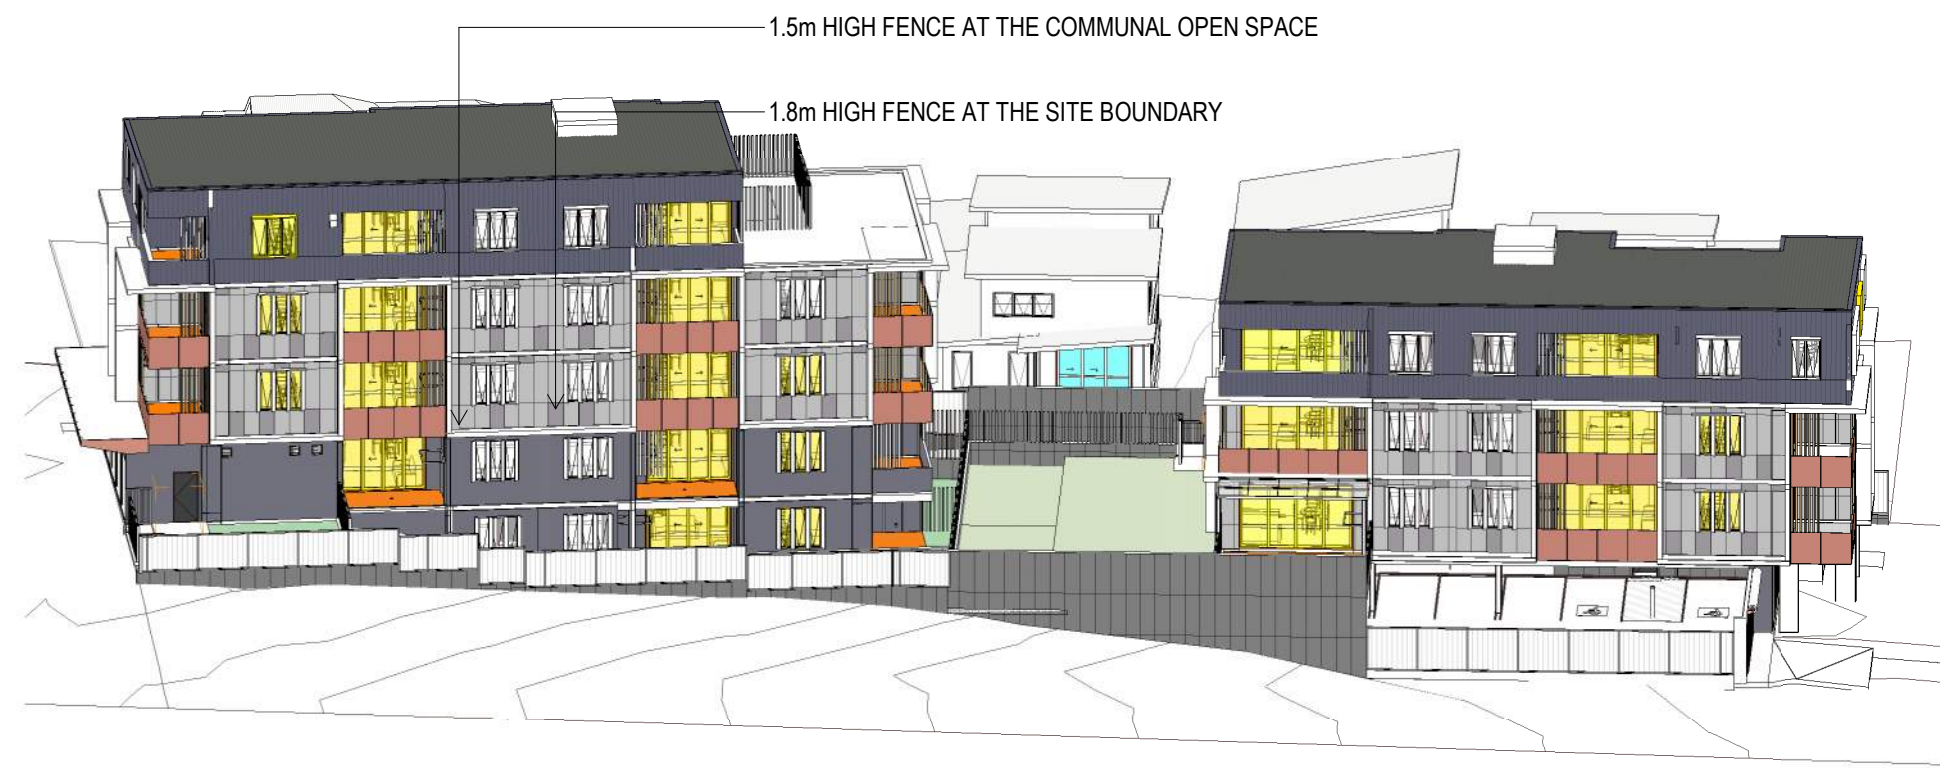 1.5m HIGH FENCE AT THE COMMUNAL OPEN SPACE
1.8m HIGH FENCE AT THE SITE BOUNDARY